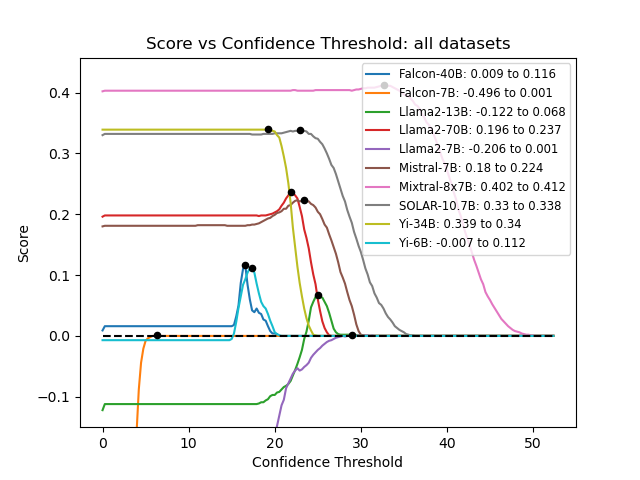 Score vs Confidence Threshold: all datasets
Score
0.4
0.3
0.2
0.1
0.0
−0.1
Falcon-40B: 0.009 to 0.116
Falcon-7B: -0.496 to 0.001
Llama2-13B: -0.122 to 0.068
Llama2-70B: 0.196 to 0.237
Llama2-7B: -0.206 to 0.001
Mistral-7B: 0.18 to 0.224
Mixtral-8x7B: 0.402 to 0.412
SOLAR-10.7B: 0.33 to 0.338
Yi-34B: 0.339 to 0.34
Yi-6B: -0.007 to 0.112
0 10 20 30 40 50
Confidence Threshold